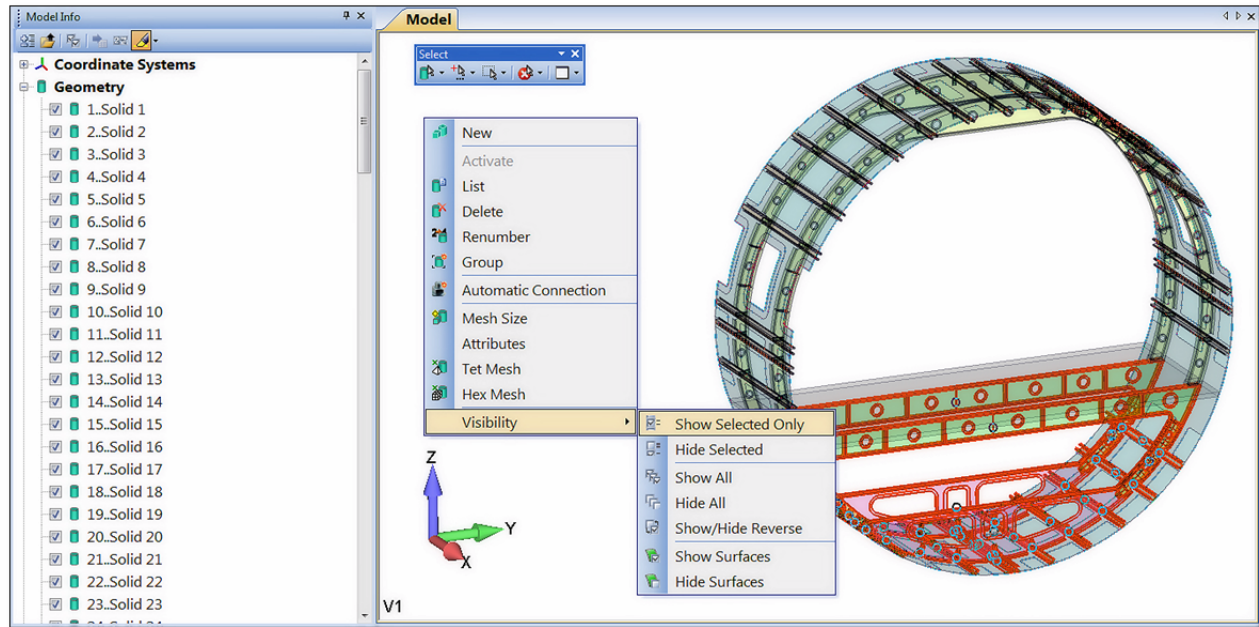 Model Info
Coordinate Systems
Geometry
1..Solid 1
2..Solid 2
3..Solid 3
4..Solid 4
5..Solid 5
6..Solid 6
7..Solid 7
8..Solid 8
9..Solid 9
10..Solid 10
11..Solid 11
12..Solid 12
13..Solid 13
14..Solid 14
15..Solid 15
16..Solid 16
17..Solid 17
18..Solid 18
19..Solid 19
20..Solid 20
21..Solid 21
22..Solid 22
23..Solid 23
Model
Select
New
Activate
List
Delete
Renumber
Group
Automatic Connection
Mesh Size
Attributes
Tet Mesh
Hex Mesh
Visibility
Show Selected Only
Hide Selected
Show All
Hide All
Show/Hide Reverse
Show Surfaces
Hide Surfaces
Z
Y
X
V1